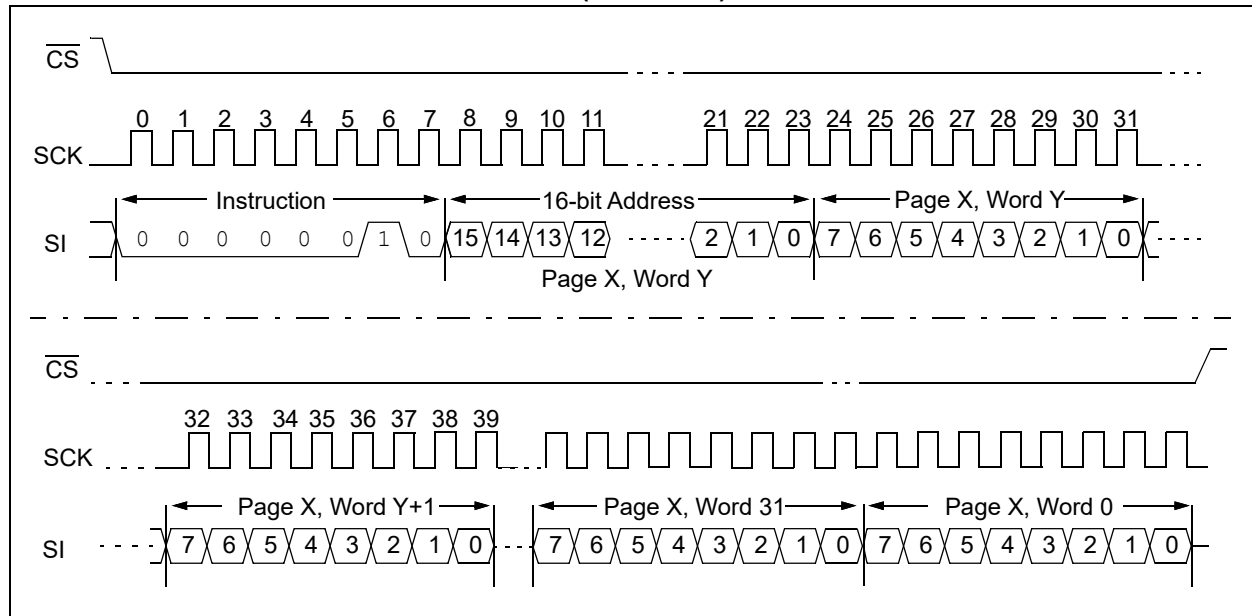 CS
0 1 2 3 4 5 6 7 8 9 10 11 21 22 23 24 25 26 27 28 29 30 31
SCK
Instruction 16-bit Address Page X, Word Y
SI 0 0 0 0 0 0 1 0 15 14 13 12 2 1 0 7 6 5 4 3 2 1 0
Page X, Word Y
CS
32 33 34 35 36 37 38 39
SCK
Page X, Word Y+1 Page X, Word 31 Page X, Word 0
SI 7 6 5 4 3 2 1 0 7 6 5 4 3 2 1 0 7 6 5 4 3 2 1 0